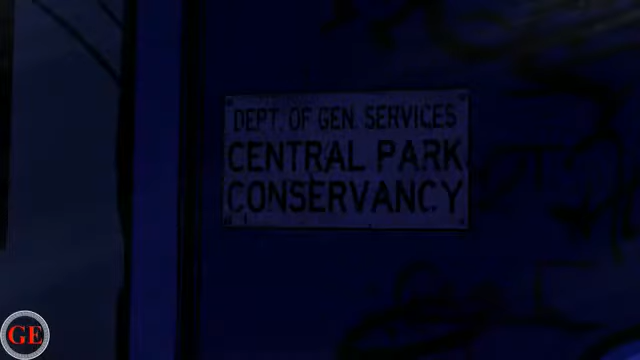 DEPT. OF GEN. SERVICES
CENTRAL PARK
CONSERVANCY
GE